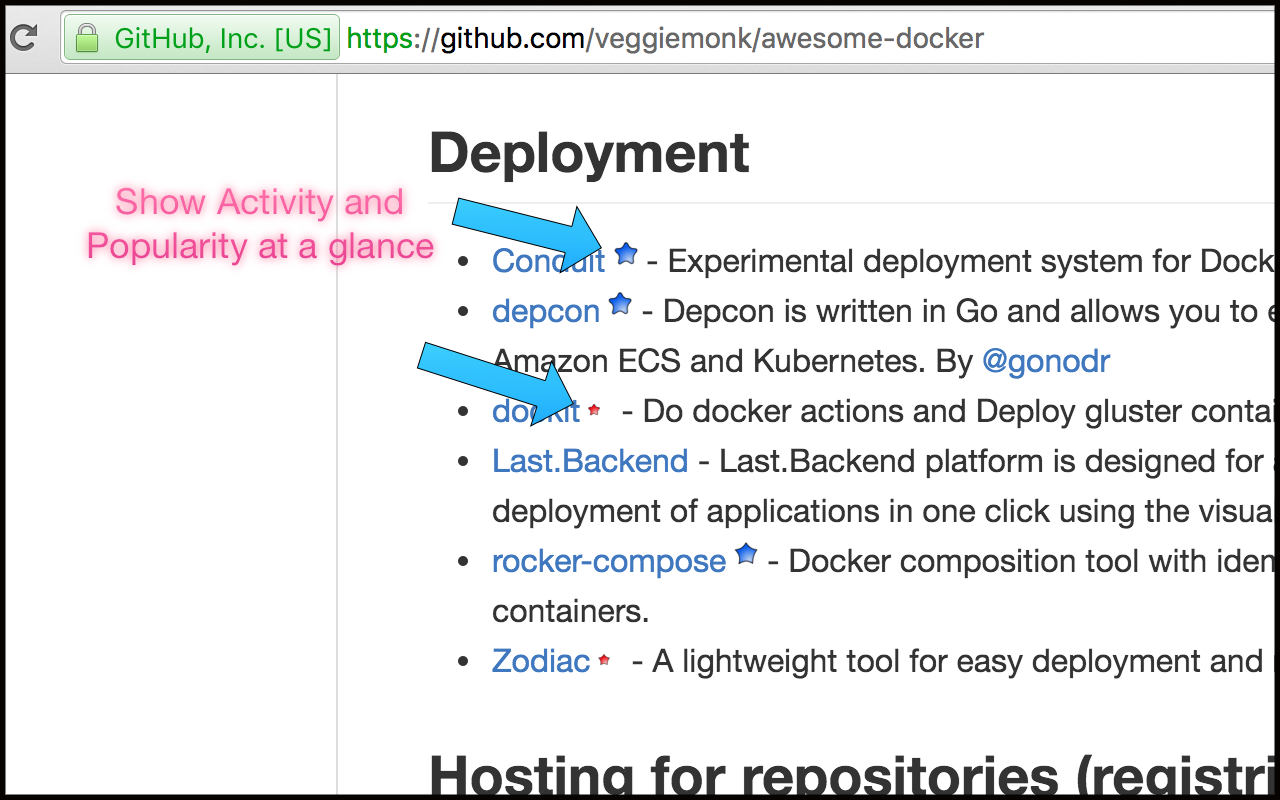 GitHub, Inc. [US] https://github.com/veggiemonk/awesome-docker
Deployment
Show Activity and
Popularity at a glance
• Conduit - Experimental deployment system for Dock
• depcon - Depcon is written in Go and allows you to e
Amazon ECS and Kubernetes. By @gonodr
• dockit - Do docker actions and Deploy gluster contai
• Last.Backend - Last.Backend platform is designed for
deployment of applications in one click using the visua
• rocker-compose - Docker composition tool with idem
containers.
• Zodiac - A lightweight tool for easy deployment and
Hosting for repositories (registri